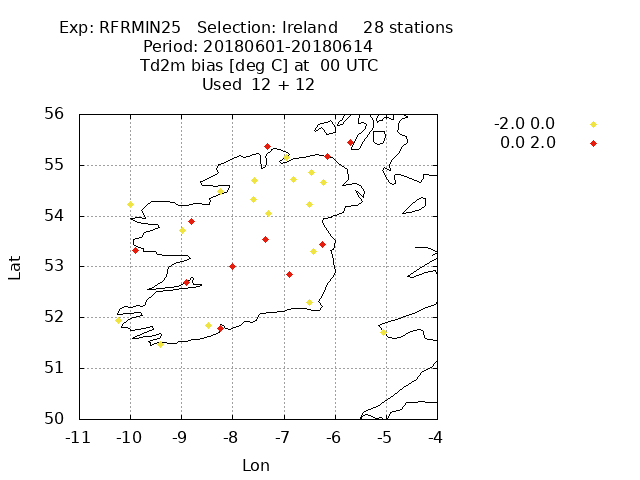 Exp: RFRMIN25   Selection: Ireland     28 stations
Period: 20180601-20180614
Td2m bias [deg C] at  00 UTC
Used  12 + 12
-2.0 0.0
0.0 2.0
56
55
54
53
52
51
50
Lat
-11 -10 -9 -8 -7 -6 -5 -4
Lon